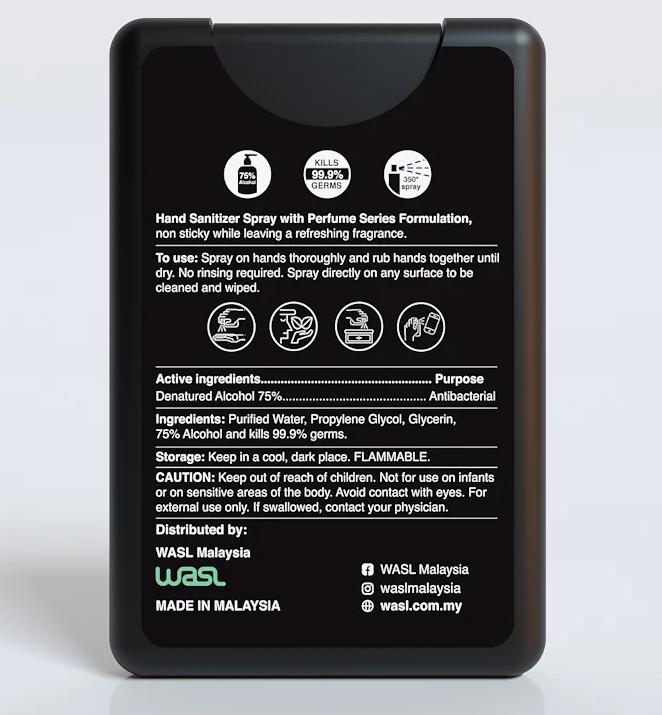 75%
Alcohol
KILLS
99.9%
GERMS
350°
spray
Hand Sanitizer Spray with Perfume Series Formulation,
non sticky while leaving a refreshing fragrance.
To use: Spray on hands thoroughly and rub hands together until
dry. No rinsing required. Spray directly on any surface to be
cleaned and wiped.
Active ingredients.................................................... Purpose
Denatured Alcohol 75%........................................... Antibacterial
Ingredients: Purified Water, Propylene Glycol, Glycerin,
75% Alcohol and kills 99.9% germs.
Storage: Keep in a cool, dark place. FLAMMABLE.
CAUTION: Keep out of reach of children. Not for use on infants
or on sensitive areas of the body. Avoid contact with eyes. For
external use only. If swallowed, contact your physician.
Distributed by:
WASL Malaysia
wasl
MADE IN MALAYSIA
WASL Malaysia
waslmalaysia
wasl.com.my